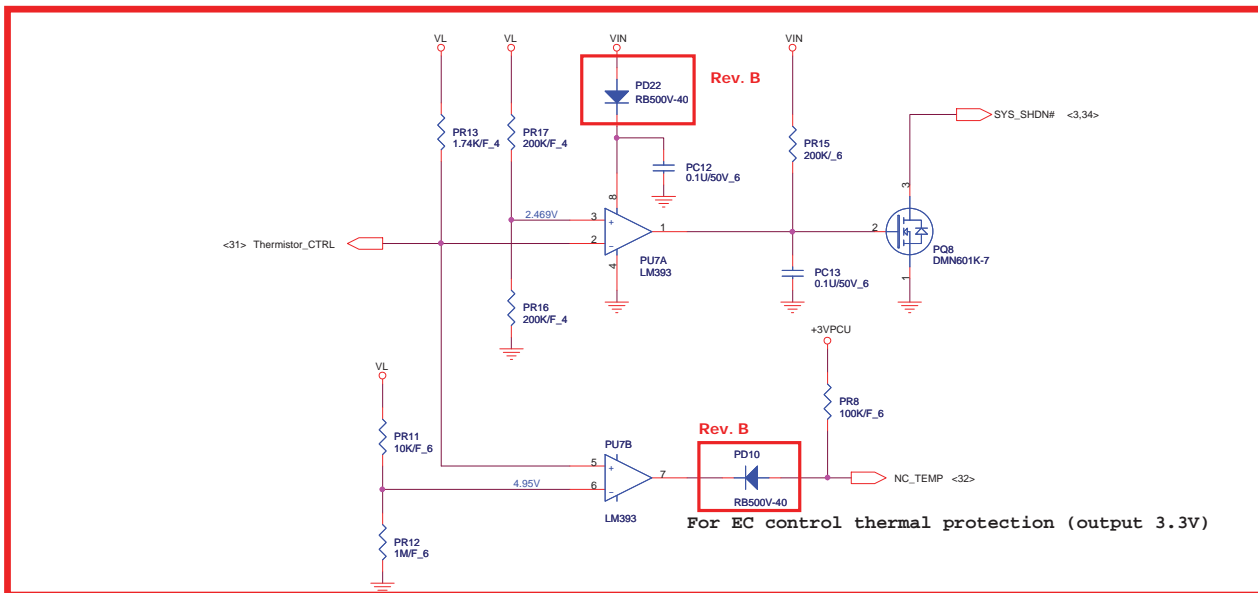 VL
VL
VIN
VIN
Rev. B
PD22
RB500V-40
SYS_SHDN# <3,34>
PR13
1.74K/F_4
PR17
200K/F_4
PR15
200K/_6
PC12
0.1U/50V_6
8
3
2.469V
3
+
1
2
2
−
<31> Thermistor_CTRL
4
PU7A
LM393
PQ8
DMN601K-7
1
PC13
0.1U/50V_6
PR16
200K/F_4
+3VPCU
VL
PR8
100K/F_6
Rev. B
PR11
10K/F_6
PU7B
PD10
5
+
7
NC_TEMP <32>
4.95V
6
−
RB500V-40
LM393
For EC control thermal protection (output 3.3V)
PR12
1M/F_6